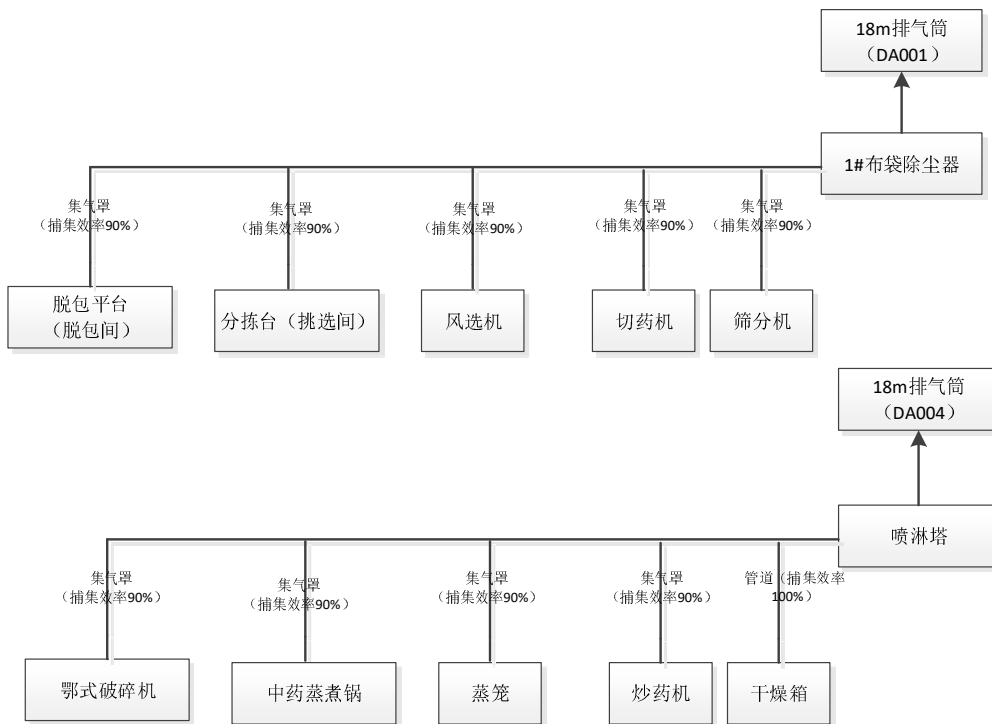 18m排气筒
（DA001）
1#布袋除尘器
集气罩
（捕集效率90%）
集气罩
（捕集效率90%）
集气罩
（捕集效率90%）
集气罩
（捕集效率90%）
集气罩
（捕集效率90%）
脱包平台
（脱包间）
分拣台（挑选间）
风选机
切药机
筛分机
18m排气筒
（DA004）
喷淋塔
集气罩
（捕集效率90%）
集气罩
（捕集效率90%）
集气罩
（捕集效率90%）
集气罩
（捕集效率90%）
管道（捕集效率
100%）
鄂式破碎机
中药蒸煮锅
蒸笼
炒药机
干燥箱